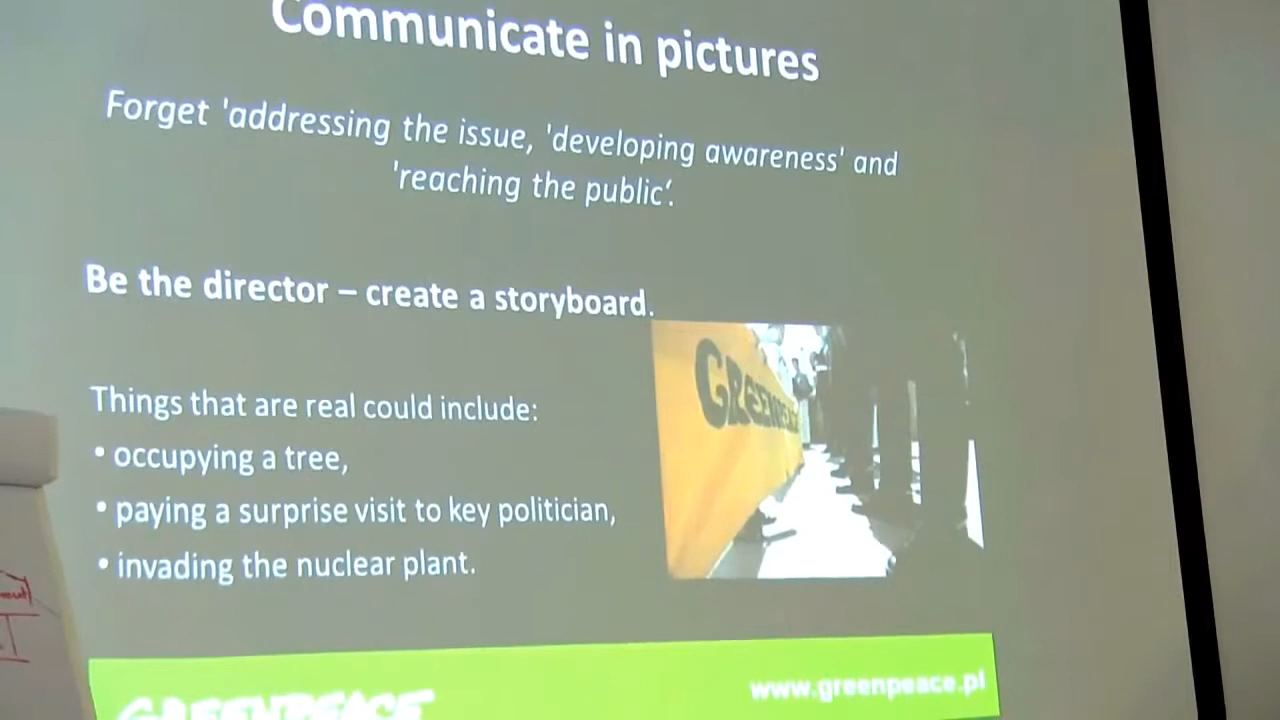 Communicate in pictures
Forget 'addressing the issue, 'developing awareness' and
'reaching the public‘.
Be the director – create a storyboard.
Things that are real could include:
• occupying a tree,
• paying a surprise visit to key politician,
• invading the nuclear plant.
GREENPEACE
GREENPEACE
www.greenpeace.pl